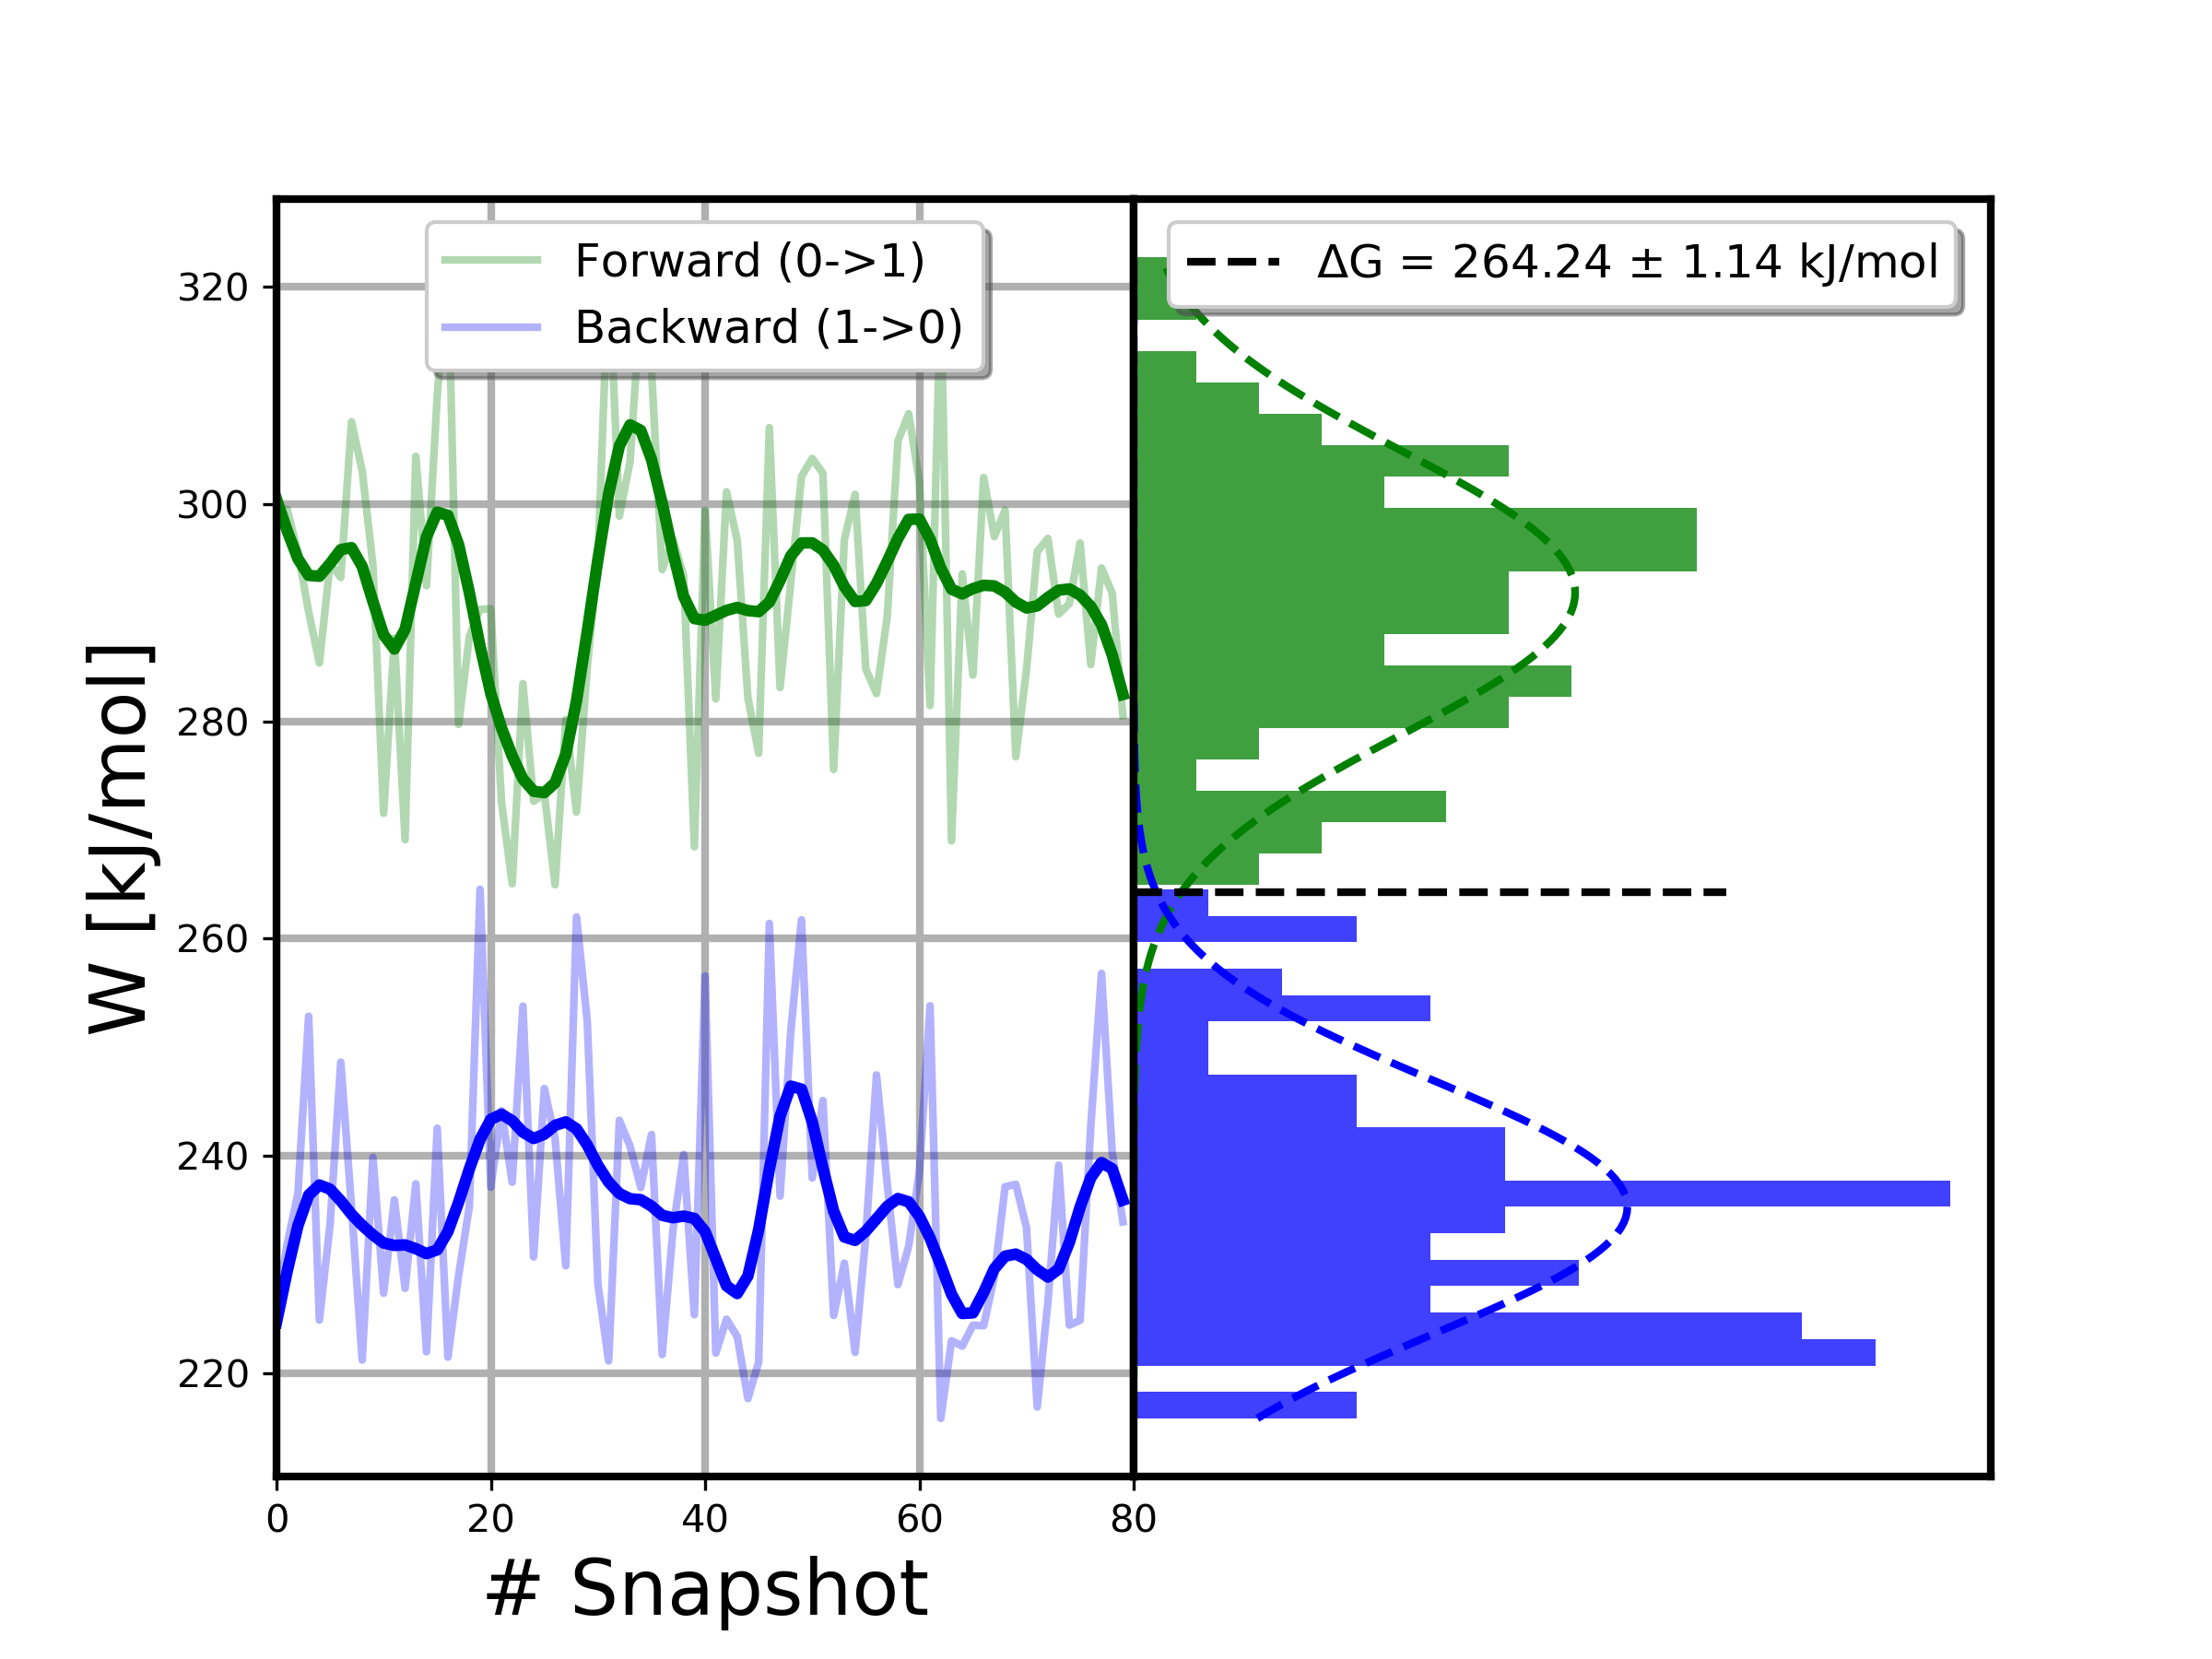 Forward (0->1)
Backward (1->0)
ΔG = 264.24 ± 1.14 kJ/mol
W [kJ/mol]
320
300
280
260
240
220
0 20 40 60 80
# Snapshot